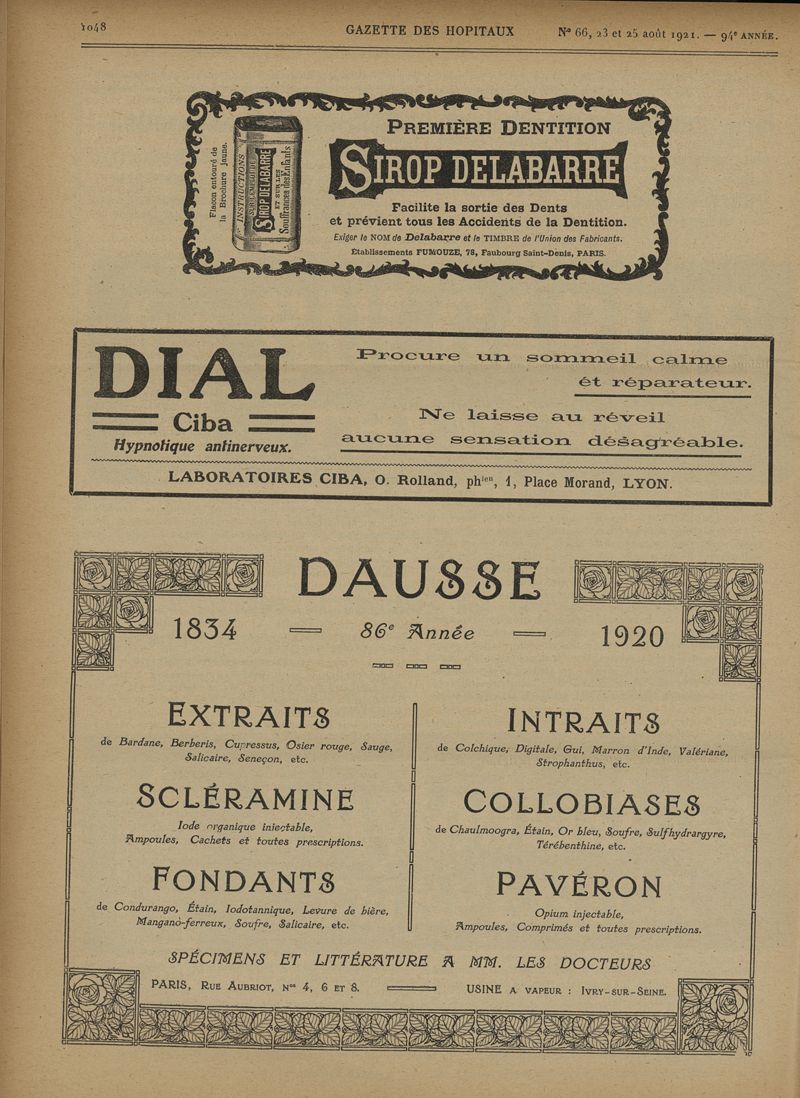 1048
GAZETTE DES HOPITAUX
Nº 66, 23 et 25 août 1921. — 94e ANNÉE.
Flacon entouré de
la Brochure jaune.
INSTRUCTIONS
SIROP DELABARRE
ET SUR LES
Souffrances des Enfants
PREMIÈRE DENTITION
SIROP DELABARRE
Facilite la sortie des Dents
et prévient tous les Accidents de la Dentition.
Exiger le NOM de Delabarre et le TIMBRE de l'Union des Fabricants.
Établissements FUMOUZE, 78, Faubourg Saint-Denis, PARIS.
DIAL
Ciba
Hypnotique antinerveux.
Procure un sommeil calme
ét réparateur.
Ne laisse au réveil
aucune sensation désagréable.
LABORATOIRES CIBA, O. Rolland, phien, 1, Place Morand, LYON.
DAUSSE
1834
86e Année
1920
EXTRAITS
de Bardane, Berberis, Cupressus, Osier rouge, Sauge,
Salicaire, Seneçon, etc.
SCLÉRAMINE
Iode organique injectable,
Ampoules, Cachets et toutes prescriptions.
FONDANTS
de Condurango, Étain, Iodotannique, Levure de bière,
Mangano-ferreux, Soufre, Salicaire, etc.
INTRAITS
de Colchique, Digitale, Gui, Marron d'Inde, Valériane,
Strophanthus, etc.
COLLOBIASES
de Chaulmoogra, Étain, Or bleu, Soufre, Sulfhydrargyre,
Térébenthine, etc.
PAVÉRON
Opium injectable,
Ampoules, Comprimés et toutes prescriptions.
SPÉCIMENS ET LITTÉRATURE A MM. LES DOCTEURS
PARIS, RUE AUBRIOT, Nos 4, 6 ET 8.
USINE A VAPEUR : IVRY-SUR-SEINE.